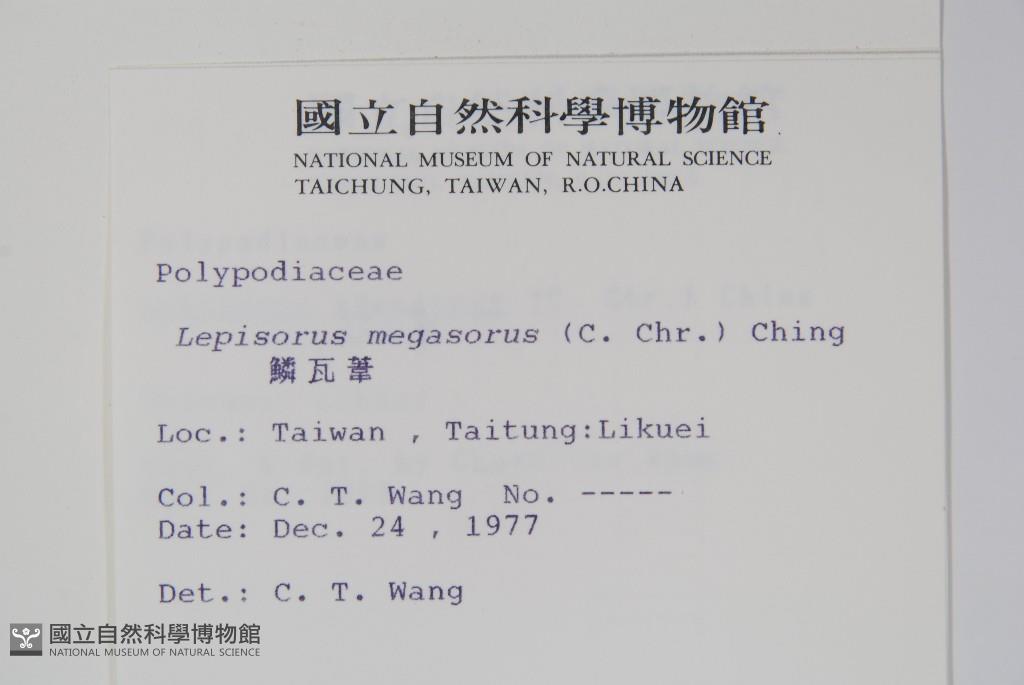 國立自然科學博物館
NATIONAL MUSEUM OF NATURAL SCIENCE
TAICHUNG, TAIWAN, R.O.CHINA
Polypodiaceae
Lepisorus megasorus (C. Chr.) Ching
鱗瓦葦
Loc.: Taiwan , Taitung:Likuei
Col.: C. T. Wang No. -----
Date: Dec. 24 , 1977
Det.: C. T. Wang
國立自然科學博物館
NATIONAL MUSEUM OF NATURAL SCIENCE